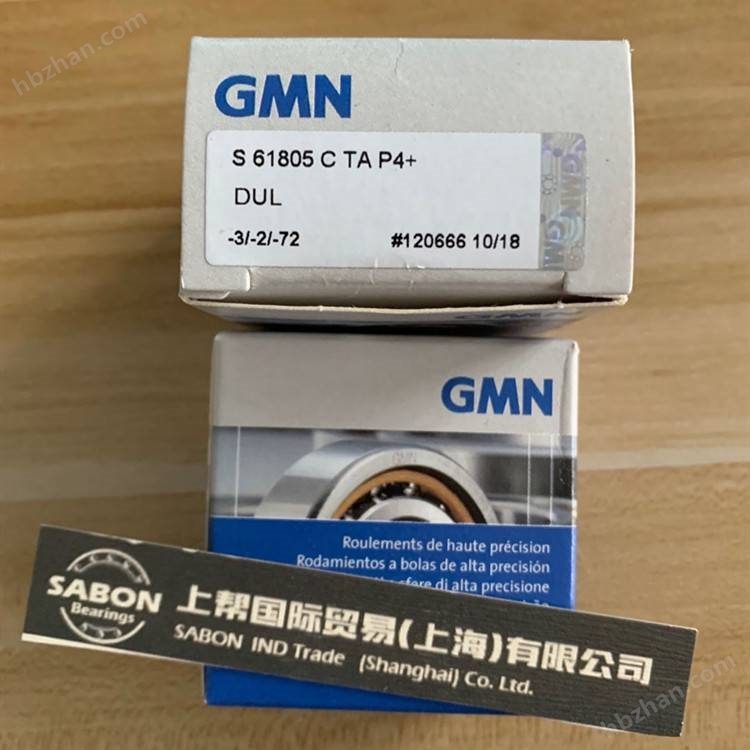 GMN
S 61805 C TA P4+
DUL
-3/-2/-72 #120666 10/18
GMN
GMN
GMN
Roulements de haute précision
Rodamientos a bolas de alta precisión
sfere di alta precisione
SABON
Bearings
上帮国际贸易(上海)有限公司
SABON IND Trade (Shanghai) Co. Ltd.
hbzhan.com